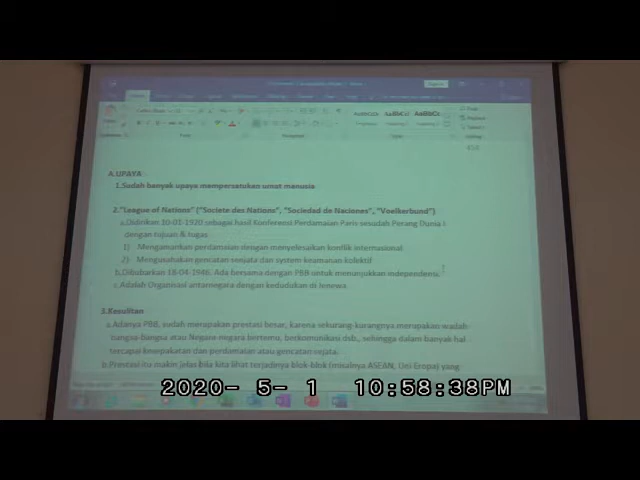 A.UPAYA
1.Sudah banyak upaya mempersatukan umat manusia
2."League of Nations" ("Societe des Nations", "Sociedad de Naciones", "Voelkerbund")
a.Didirikan 10-01-1920 sebagai hasil Konferensi Perdamaian Paris sesudah Perang Dunia I
dengan tujuan & tugas
1) Mengamankan perdamaian dengan menyelesaikan konflik internasional
2) Mengusahakan gencatan senjata dan system keamanan kolektif
b.Dibubarkan 18-04-1946. Ada bersama dengan PBB untuk menunjukkan independensi.
c.Adalah Organisasi antarnegara dengan kedudukan di Jenewa.
3.Kesulitan
a.Adanya PBB, sudah merupakan prestasi besar, karena sekurang-kurangnya merupakan wadah
bangsa-bangsa atau Negara-negara bertemu, berkomunikasi dsb., sehingga dalam banyak hal
tercapai kesepakatan dan perdamaian atau gencatan senjata.
b.Prestasi itu makin jelas bila kita lihat terjadinya blok-blok (misalnya ASEAN, Uni Eropa) yang
2020- 5- 1 10:58:38PM